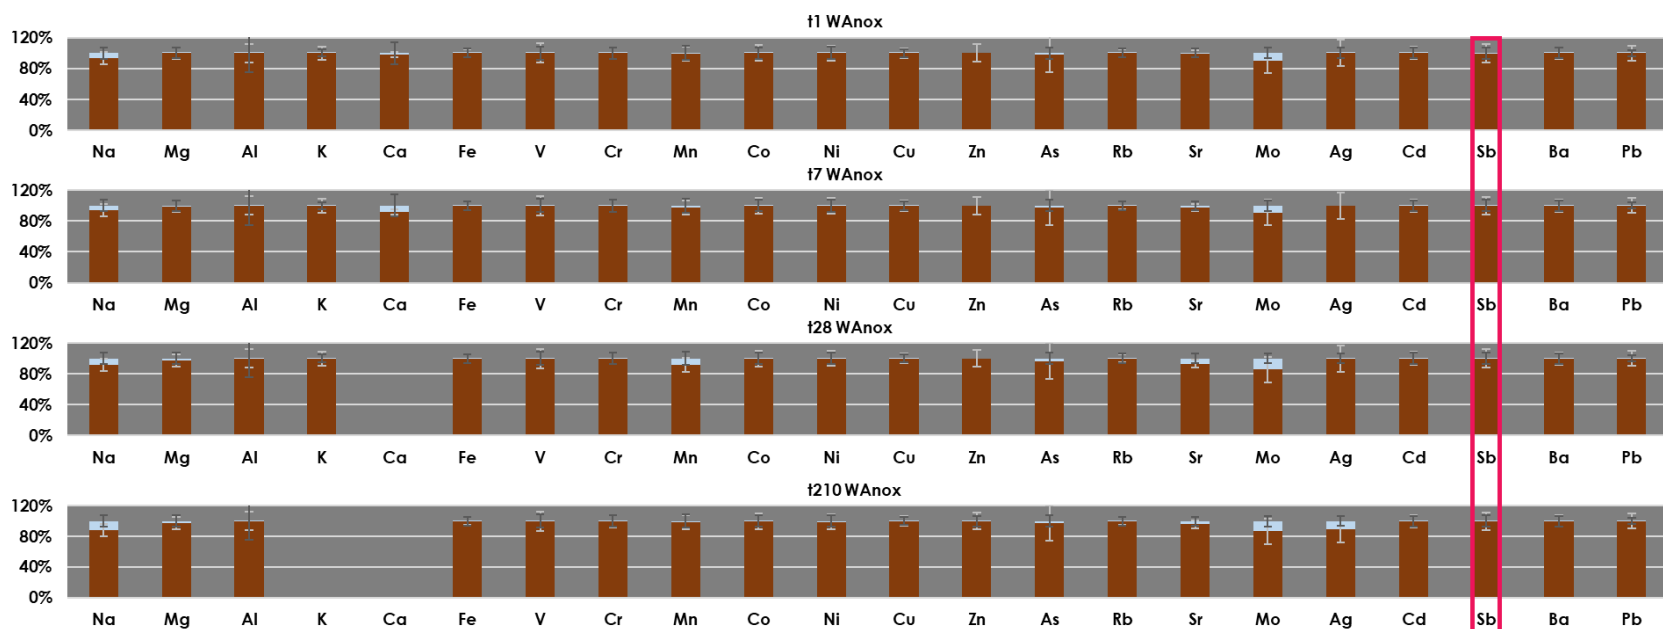 t1 WAnox
120%
80%
40%
0%
Na Mg Al K Ca Fe V Cr Mn Co Ni Cu Zn As Rb Sr Mo Ag Cd Sb Ba Pb
t7 WAnox
120%
80%
40%
0%
Na Mg Al K Ca Fe V Cr Mn Co Ni Cu Zn As Rb Sr Mo Ag Cd Sb Ba Pb
t28 WAnox
120%
80%
40%
0%
Na Mg Al K Ca Fe V Cr Mn Co Ni Cu Zn As Rb Sr Mo Ag Cd Sb Ba Pb
t210 WAnox
120%
80%
40%
0%
Na Mg Al K Ca Fe V Cr Mn Co Ni Cu Zn As Rb Sr Mo Ag Cd Sb Ba Pb